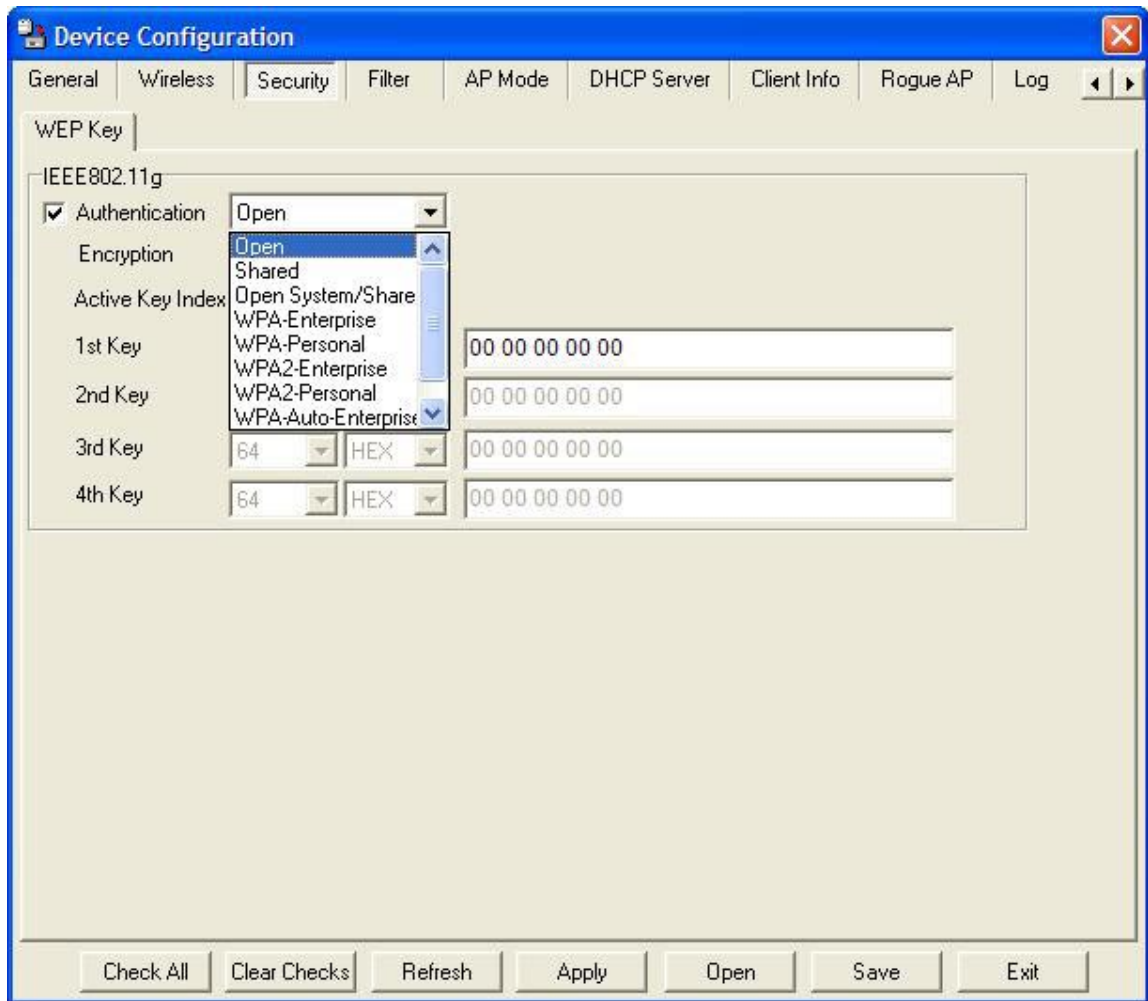 Device Configuration
General Wireless Security Filter AP Mode DHCP Server Client Info Rogue AP Log
WEP Key
IEEE802.11g
Authentication Open
Encryption
Open
Shared
Active Key Index
Open System/Share
WPA-Enterprise
1st Key
WPA-Personal
00 00 00 00 00
WPA2-Enterprise
2nd Key
WPA2-Personal
00 00 00 00 00
WPA-Auto-Enterprise
3rd Key 64 HEX 00 00 00 00 00
4th Key 64 HEX 00 00 00 00 00
Check All Clear Checks Refresh Apply Open Save Exit